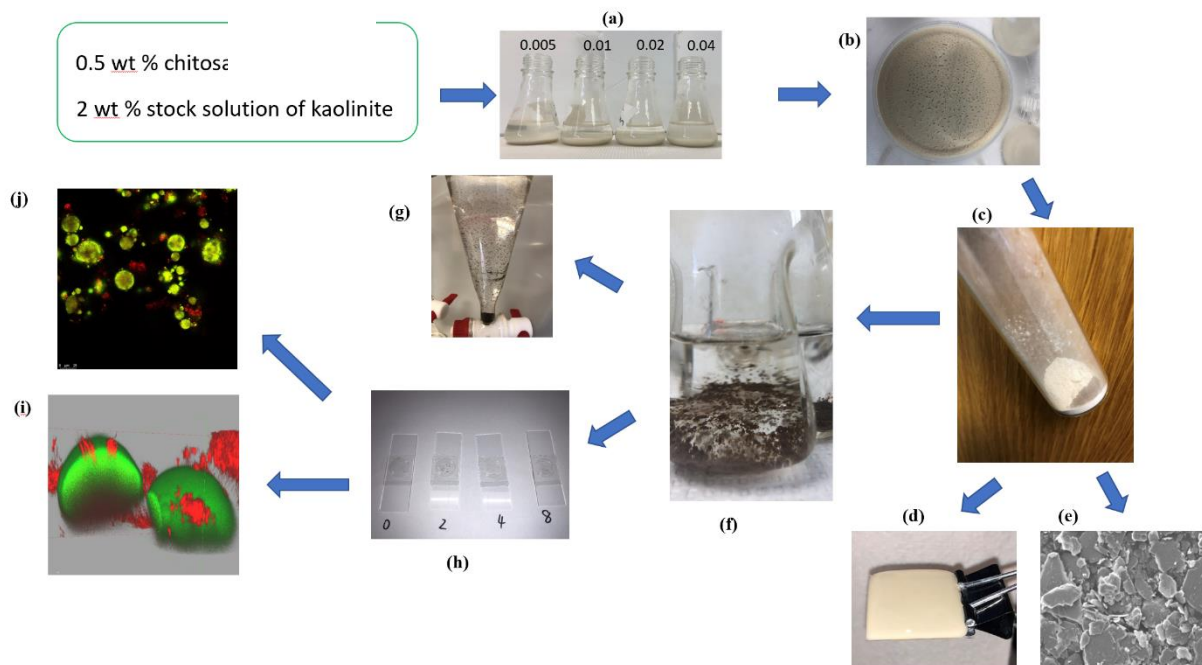 (a)
0.5 wt % chitosa
2 wt % stock solution of kaolinite
0.005 0.01 0.02 0.04
(b)
(j)
(g)
(c)
(i)
(h)
0 2 4 8
(f)
(d)
(e)